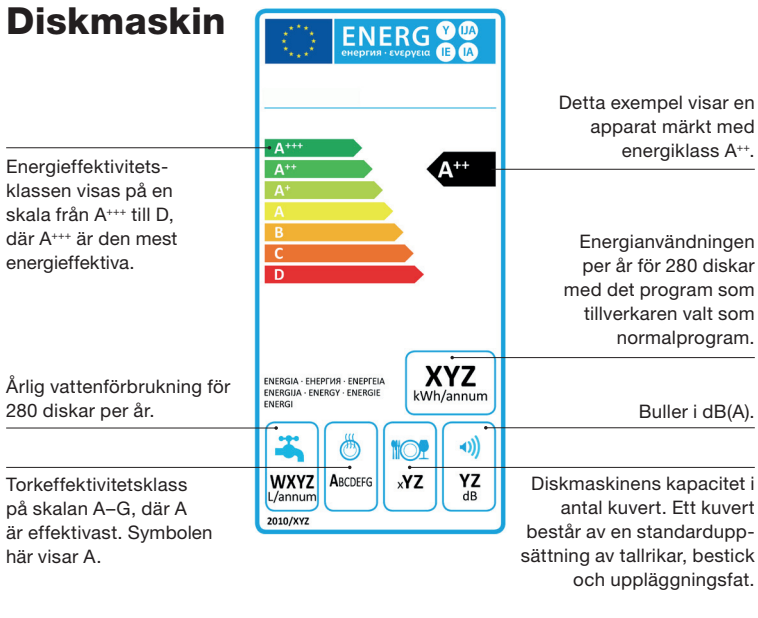 Diskmaskin
ENERG Y IJA
енергия · ενεργεια IE IA
Detta exempel visar en
apparat märkt med
energiklass A++.
A+++
A++
A+
A
B
C
D
A++
Energieffektivitets-
klassen visas på en
skala från A+++ till D,
där A+++ är den mest
energieffektiva.
Energianvändningen
per år för 280 diskar
med det program som
tillverkaren valt som
normalprogram.
XYZ
kWh/annum
ENERGIA · ЕНЕРГИЯ · ΕΝΕΡΓΕΙΑ
ENERGIJA · ENERGY · ENERGIE
ENERGI
Årlig vattenförbrukning för
280 diskar per år.
Buller i dB(A).
WXYZ
L/annum
ABCDEFG
xYZ
YZ
dB
2010/XYZ
Torkeffektivitetsklass
på skalan A–G, där A
är effektivast. Symbolen
här visar A.
Diskmaskinens kapacitet i
antal kuvert. Ett kuvert
består av en standardupp-
sättning av tallrikar, bestick
och uppläggningsfat.